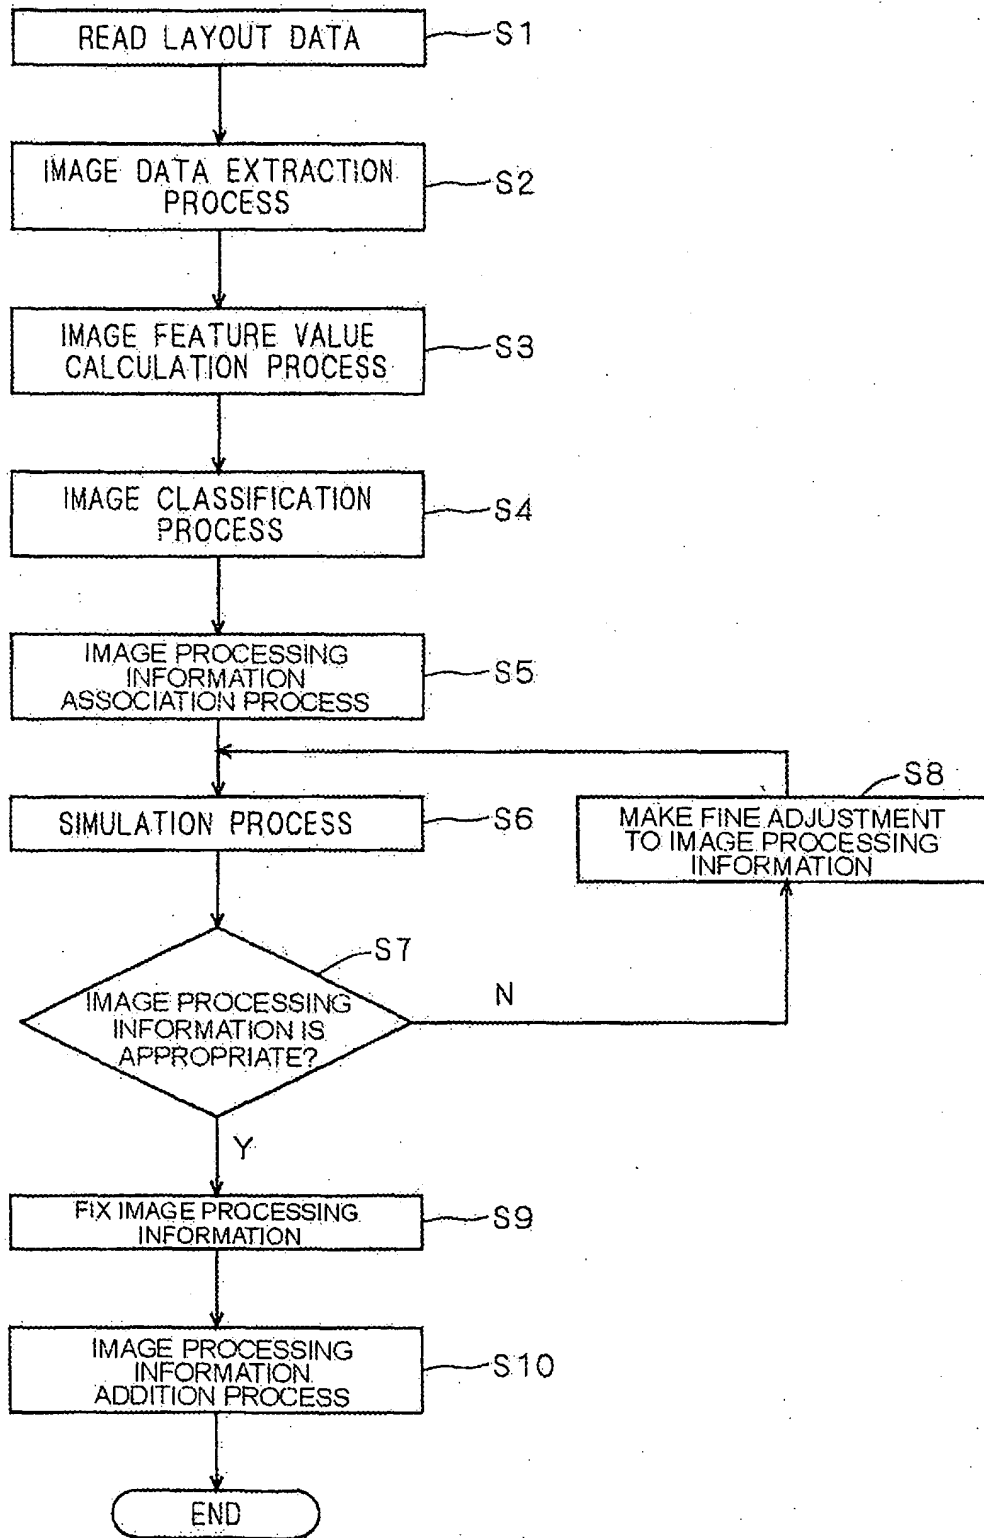 READ LAYOUT DATA
S1
IMAGE DATA EXTRACTION
PROCESS
S2
IMAGE FEATURE VALUE
CALCULATION PROCESS
S3
IMAGE CLASSIFICATION
PROCESS
S4
IMAGE PROCESSING
INFORMATION
ASSOCIATION PROCESS
S5
SIMULATION PROCESS
S6
S8
MAKE FINE ADJUSTMENT
TO IMAGE PROCESSING
INFORMATION
S7
IMAGE PROCESSING
INFORMATION IS
APPROPRIATE?
N
Y
FIX IMAGE PROCESSING
INFORMATION
S9
IMAGE PROCESSING
INFORMATION
ADDITION PROCESS
S10
END